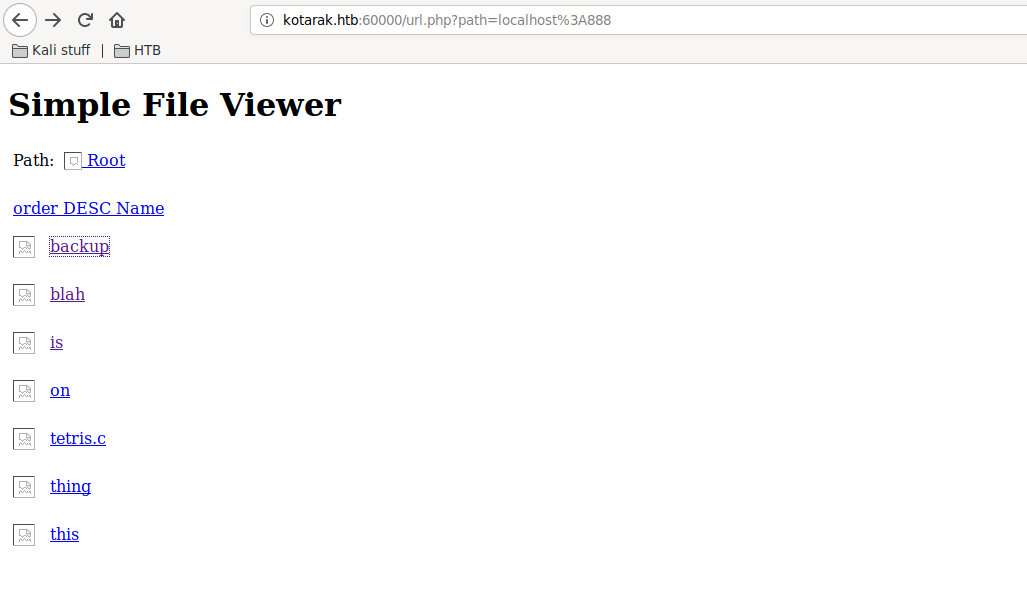 kotarak.htb:60000/url.php?path=localhost%3A888
Kali stuff | HTB
Simple File Viewer
Path: Root
order DESC Name
backup
blah
is
on
tetris.c
thing
this